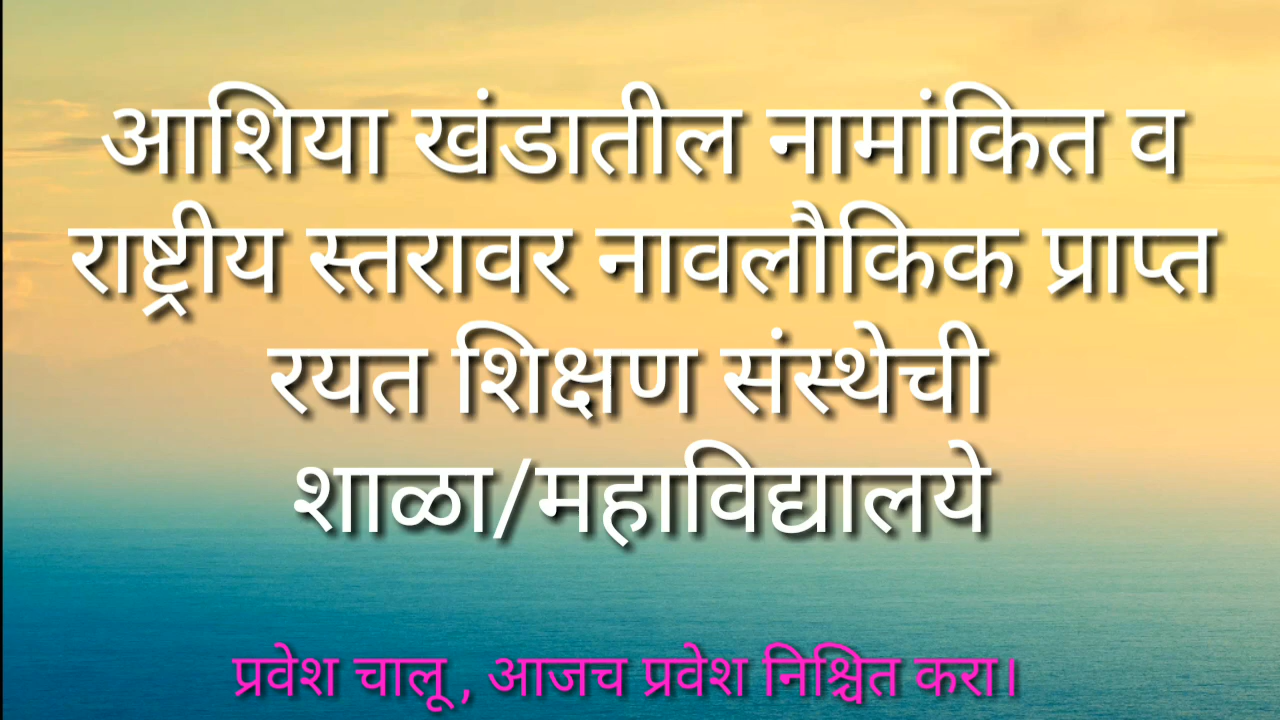 आशिया खंडातील नामांकित व
राष्ट्रीय स्तरावर नावलौकिक प्राप्त
रयत शिक्षण संस्थेची
शाळा/महाविद्यालये
प्रवेश चालू , आजच प्रवेश निश्चित करा।